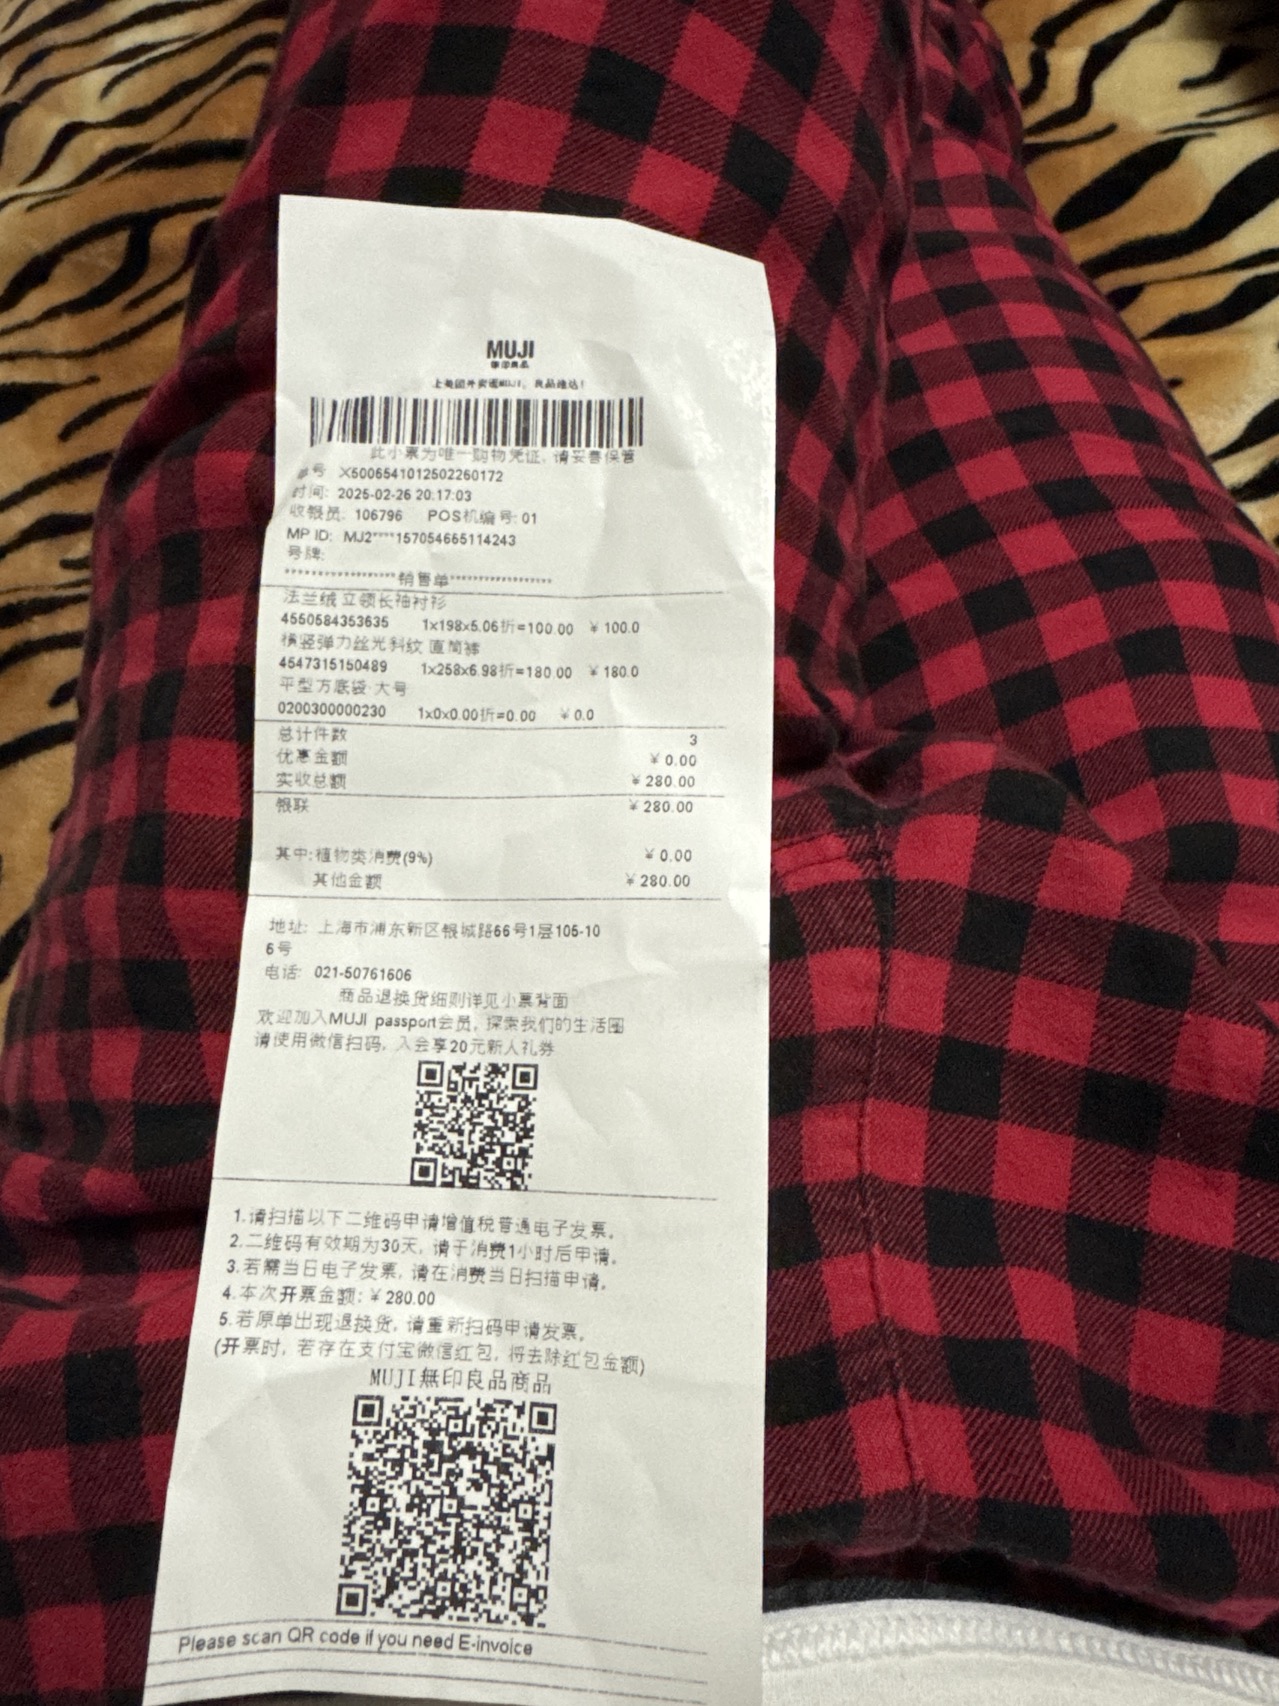 MUJI
無印良品
上美团外卖搜MUJI，良品速达！
此小票为唯一购物凭证，请妥善保管
单号 X5006541012502260172
时间: 2025-02-26 20:17:03
收银员: 106796 POS机编号: 01
MP ID: MJ2****157054665114243
号牌:
********************销售单******************
法兰绒 立领长袖衬衫
4550584353635 1x198x5.06折=100.00 ￥100.0
横竖弹力丝光斜纹 直筒裤
4547315150489 1x258x6.98折=180.00 ￥180.0
平型方底袋·大号
0200300000230 1x0x0.00折=0.00 ￥0.0
总计件数 3
优惠金额 ￥0.00
实收总额 ￥280.00
银联 ￥280.00
其中:植物类消费(9%) ￥0.00
其他金额 ￥280.00
地址: 上海市浦东新区银城路66号1层105-10
6号
电话: 021-50761606
商品退换货细则详见小票背面
欢迎加入MUJI passport会员, 探索我们的生活圈
请使用微信扫码, 入会享20元新人礼券
1.请扫描以下二维码申请增值税普通电子发票。
2.二维码有效期为30天, 请于消费1小时后申请。
3.若需当日电子发票, 请在消费当日扫描申请。
4.本次开票金额: ￥280.00
5.若原单出现退换货, 请重新扫码申请发票。
(开票时, 若存在支付宝微信红包, 将去除红包金额)
MUJI無印良品商品
Please scan QR code if you need E-invoice